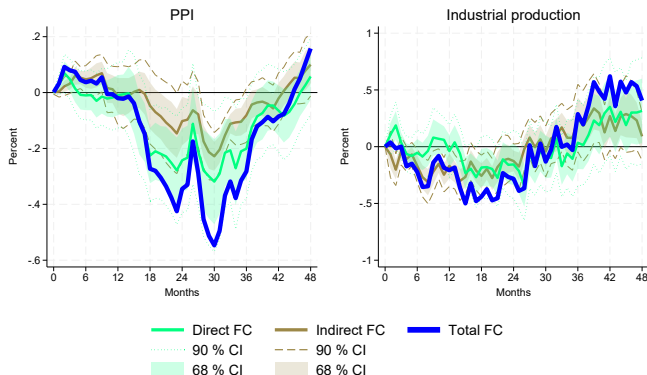 PPI
Industrial production
.2
0
-.2
-.4
-.6
Percent
0 6 12 18 24 30 36 42 48
Months
1
.5
0
-.5
-1
Percent
0 6 12 18 24 30 36 42 48
Months
Direct FC Indirect FC Total FC
90 % CI 90 % CI
68 % CI 68 % CI